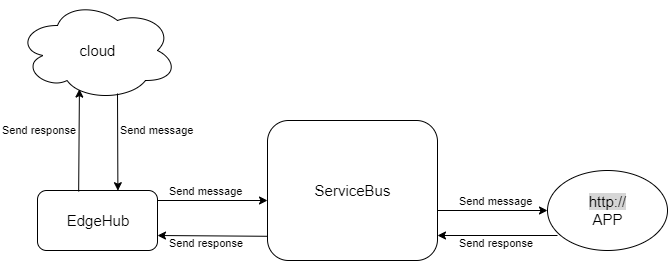 cloud
Send response
Send message
EdgeHub
Send message
Send response
ServiceBus
Send message
Send response
http://
APP